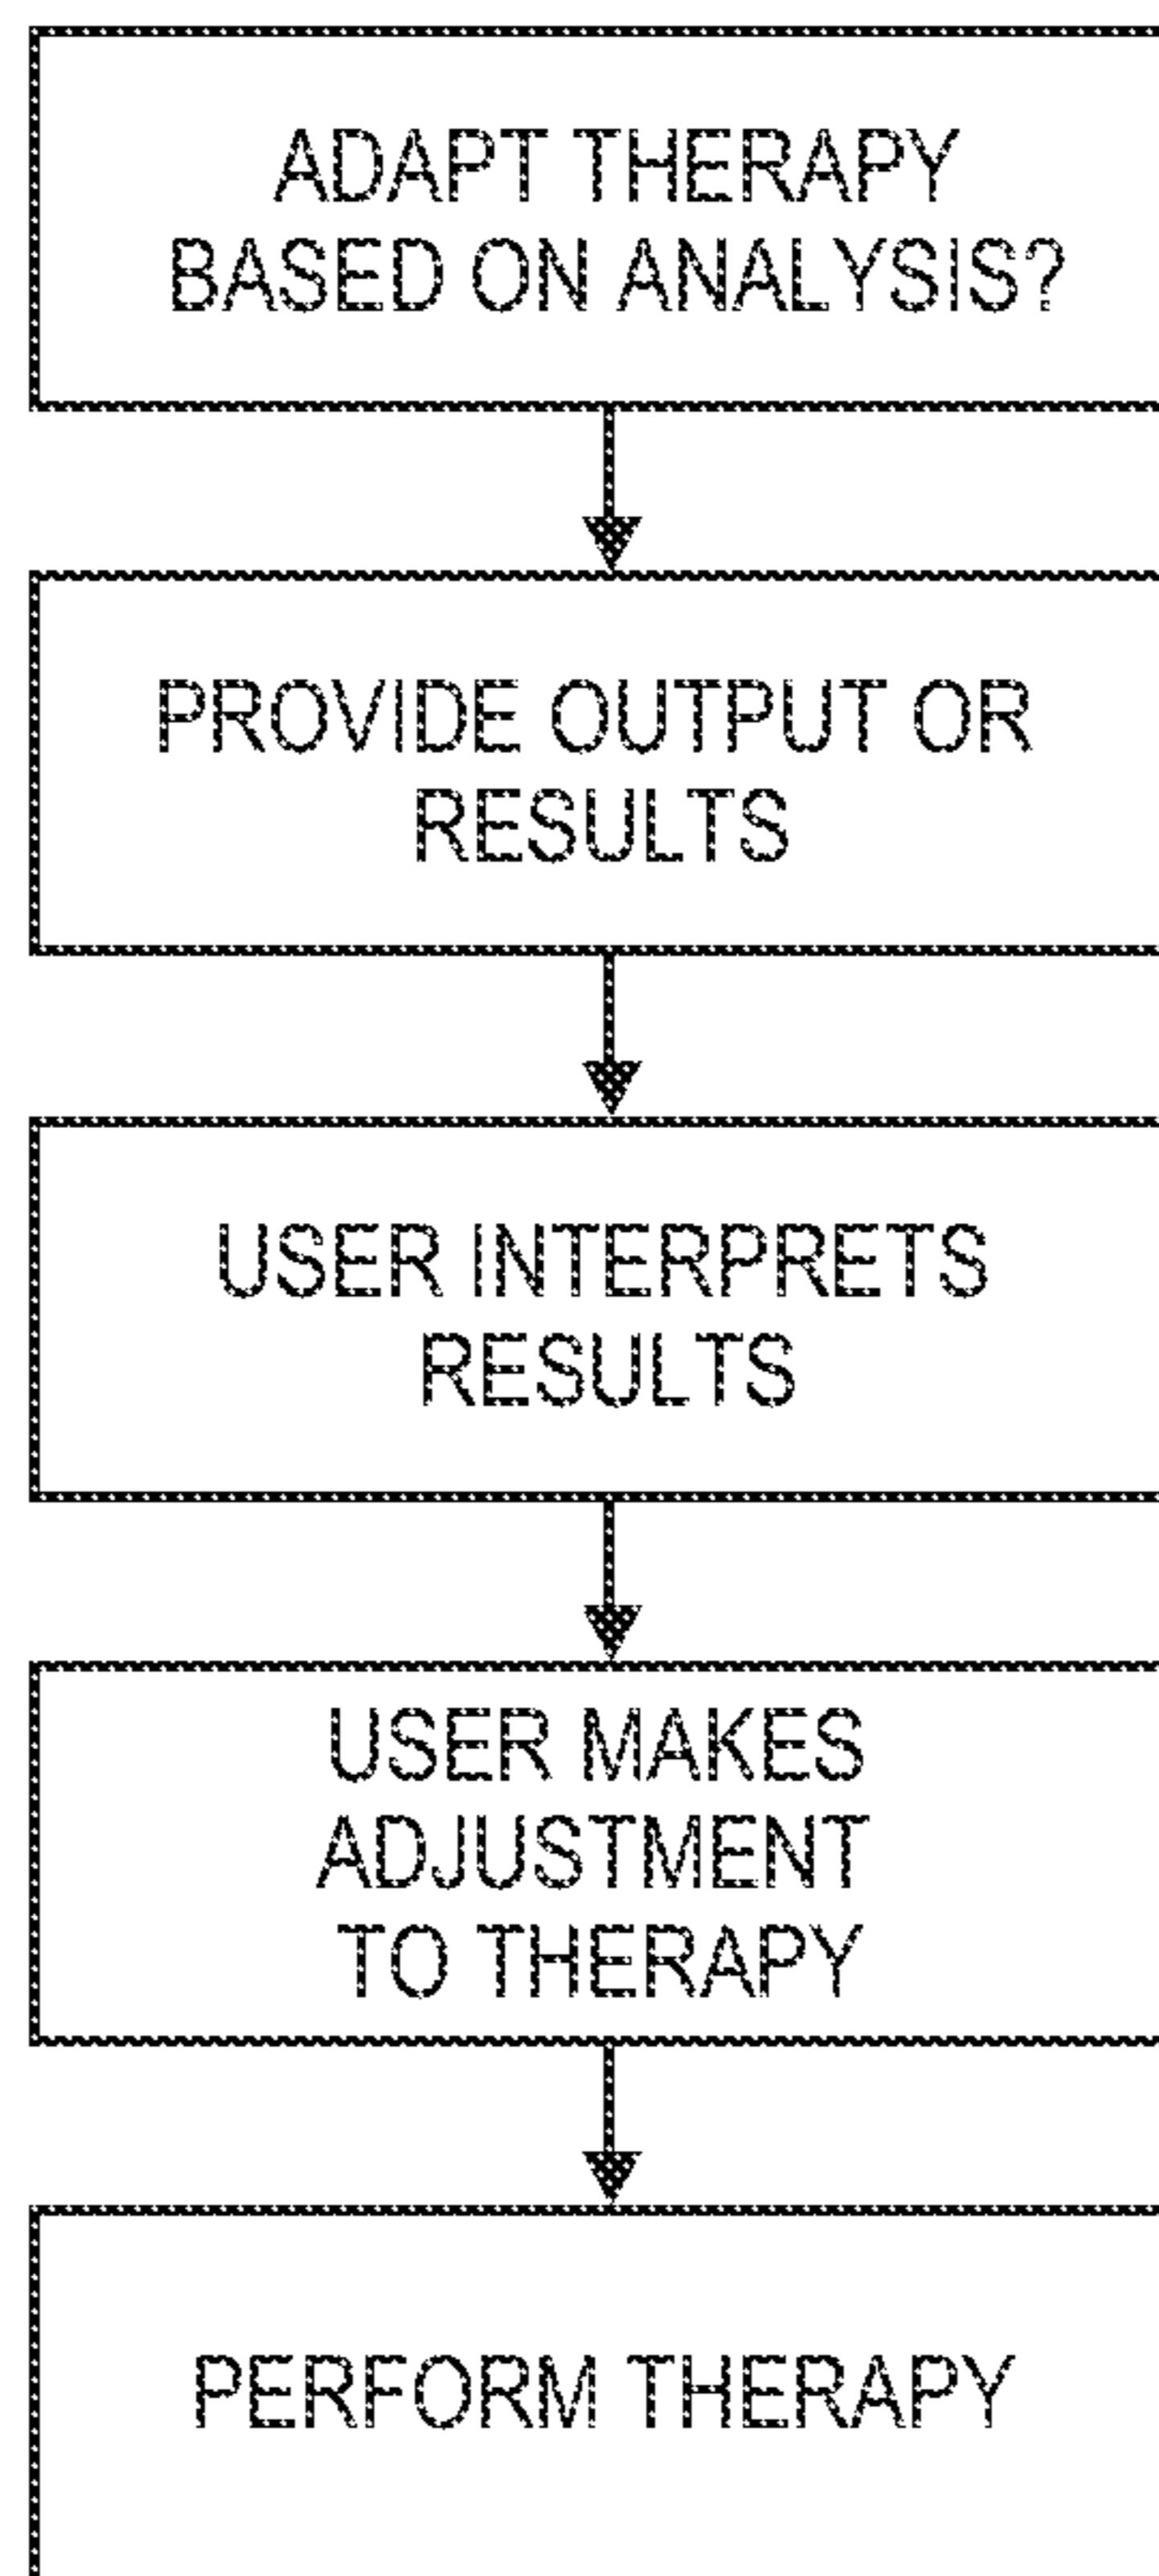 ADAPT THERAPY
BASED ON ANALYSIS?
PROVIDE OUTPUT OR
RESULTS
USER INTERPRETS
RESULTS
USER MAKES
ADJUSTMENT
TO THERAPY
PERFORM THERAPY